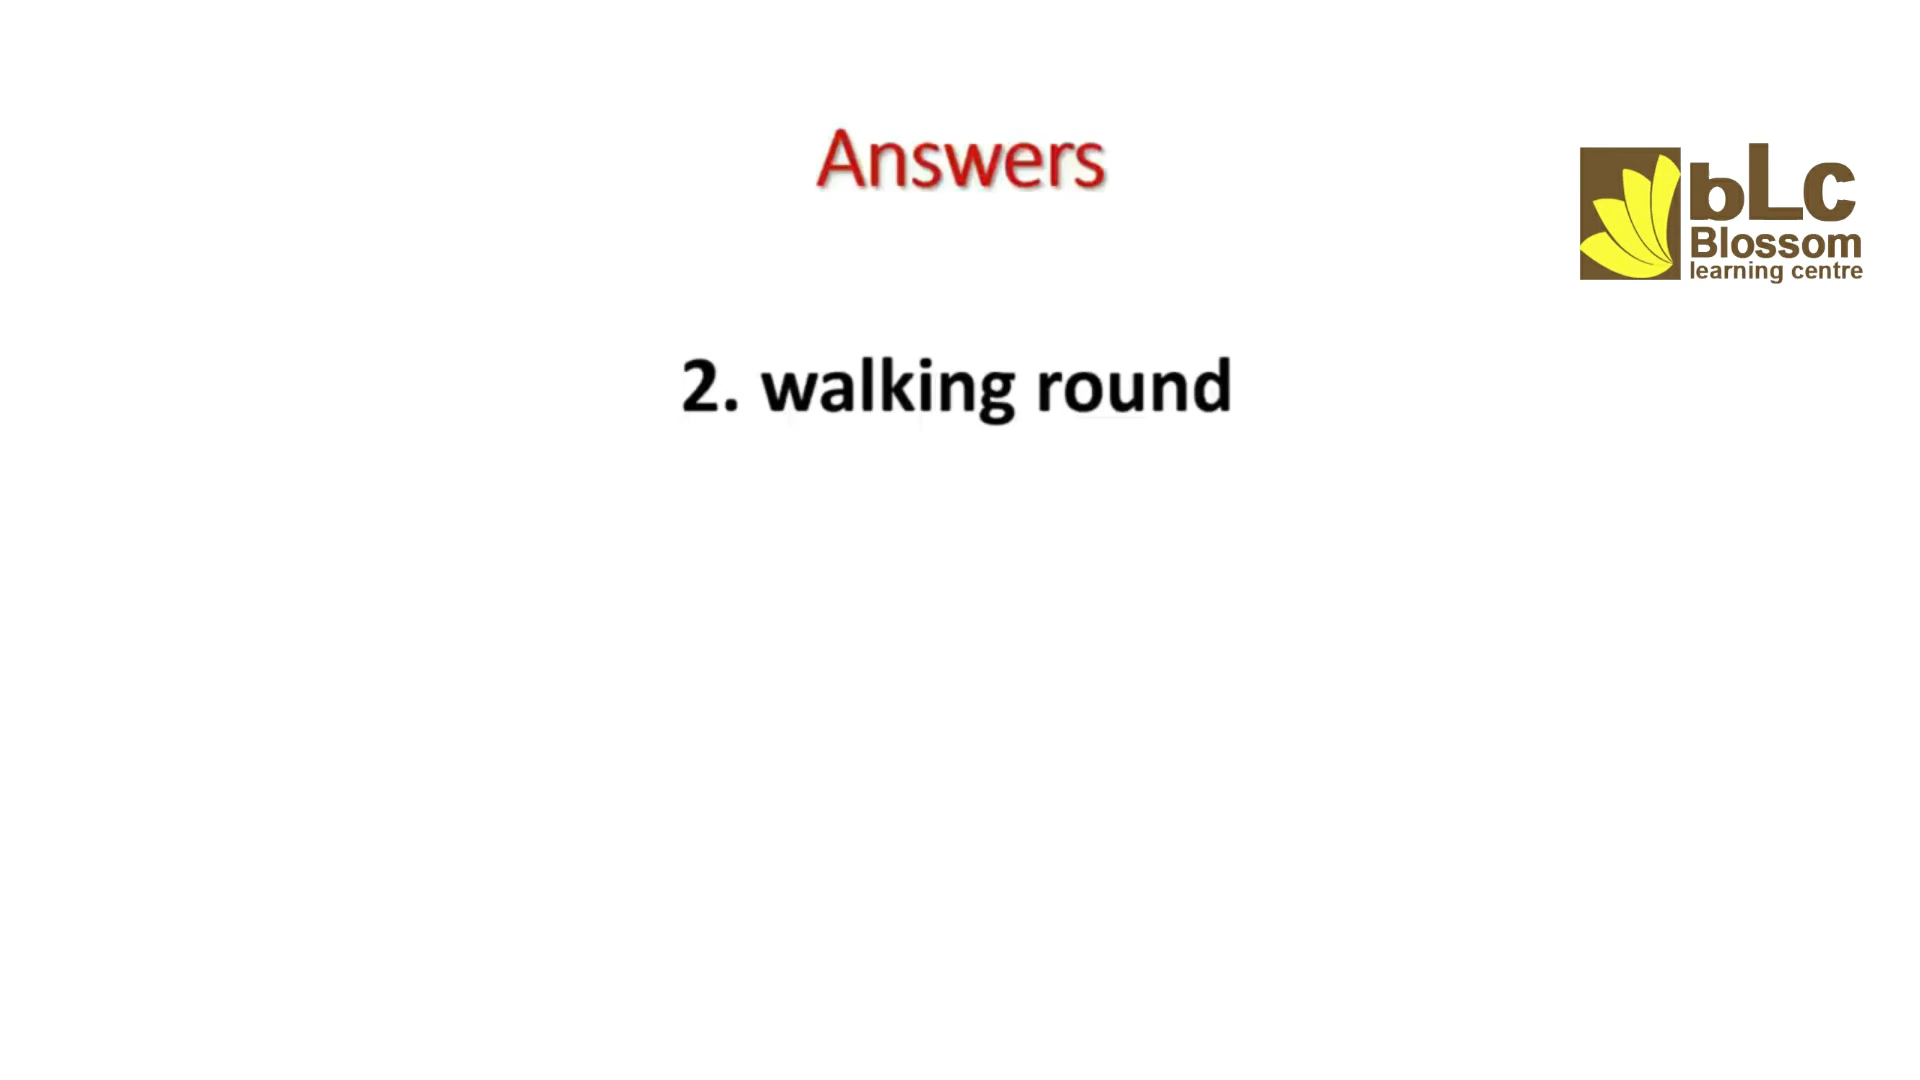 Answers
bLC
Blossom
learning centre
2. walking round